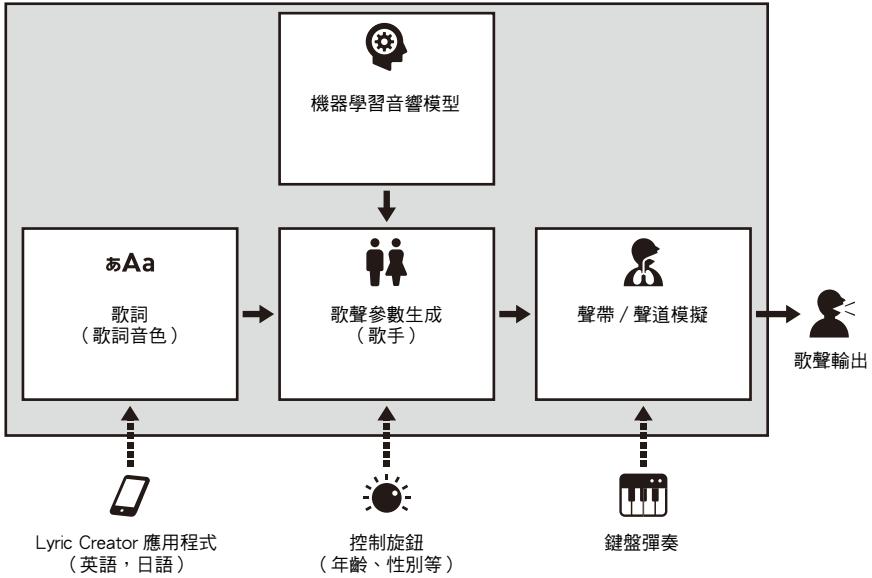 機器學習音響模型
ぁAa
歌詞
（歌詞音色）
歌聲參數生成
（歌手）
聲帶 / 聲道模擬
歌聲輸出
Lyric Creator 應用程式
（英語，日語）
控制旋鈕
（年齡、性別等）
鍵盤彈奏